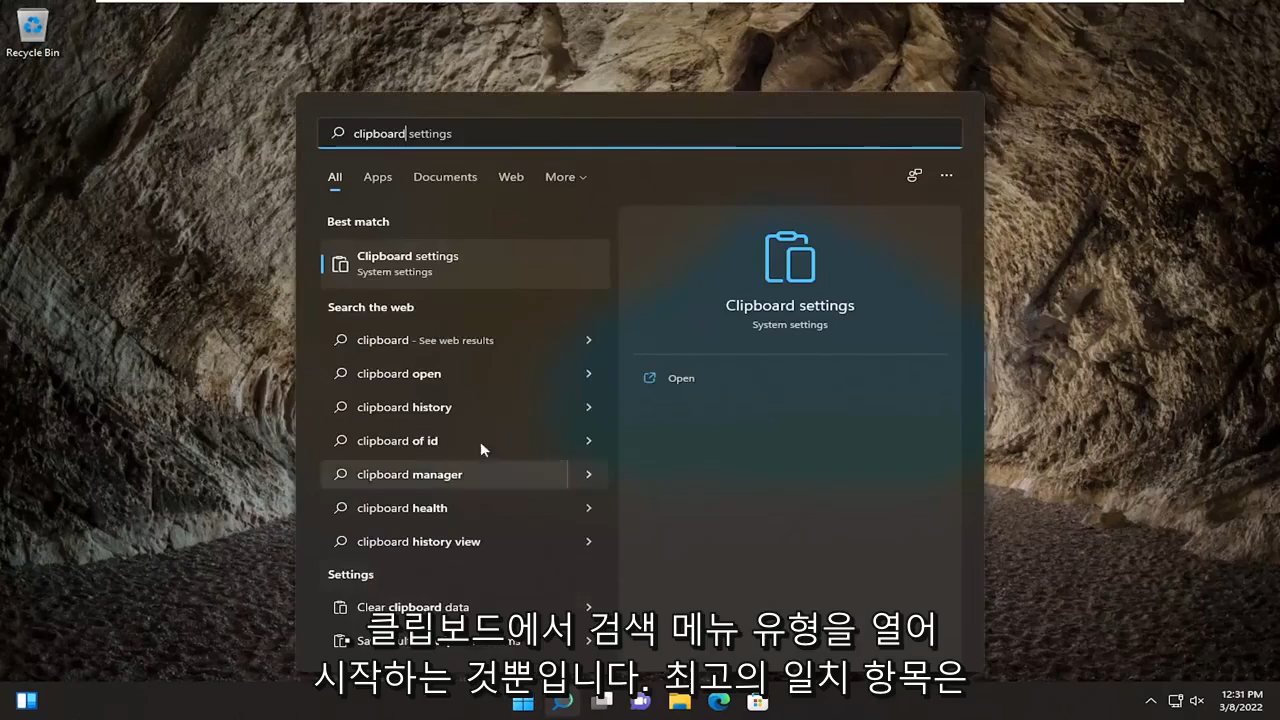 Recycle Bin
clipboard settings
All Apps Documents Web More
Best match
Clipboard settings
System settings
Search the web
clipboard - See web results
clipboard open
clipboard history
clipboard of id
clipboard manager
clipboard health
clipboard history view
Settings
Clear clipboard data
Clipboard settings
System settings
Open
클립보드에서 검색 메뉴 유형을 열어
시작하는 것뿐입니다. 최고의 일치 항목은
12:31 PM
3/8/2022